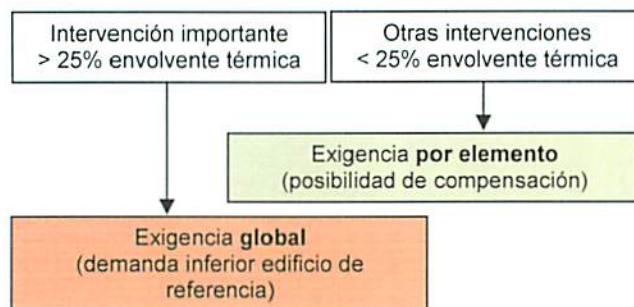 Intervención importante
> 25% envolvente térmica
Otras intervenciones
< 25% envolvente térmica
Exigencia por elemento
(posibilidad de compensación)
Exigencia global
(demanda inferior edificio de
referencia)